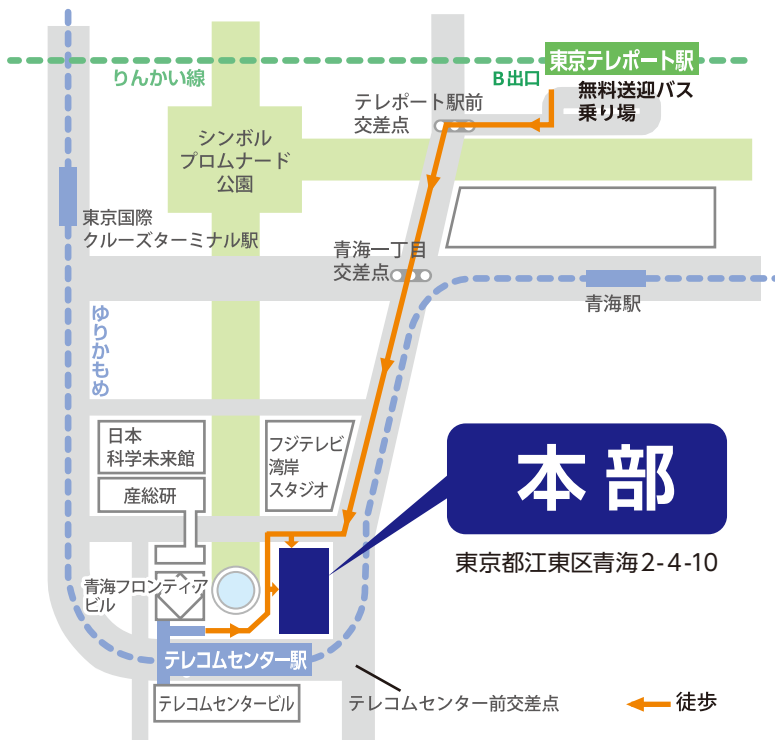 東京テレポート駅
りんかい線
B出口
無料送迎バス
乗り場
テレポート駅前
交差点
シンボル
プロムナード
公園
東京国際
クルーズターミナル駅
青海一丁目
交差点
青海駅
ゆりかもめ
日本
科学未来館
フジテレビ
湾岸
スタジオ
産総研
本部
東京都江東区青海2-4-10
青海フロンティア
ビル
テレコムセンター駅
テレコムセンタービル
テレコムセンター前交差点
徒歩